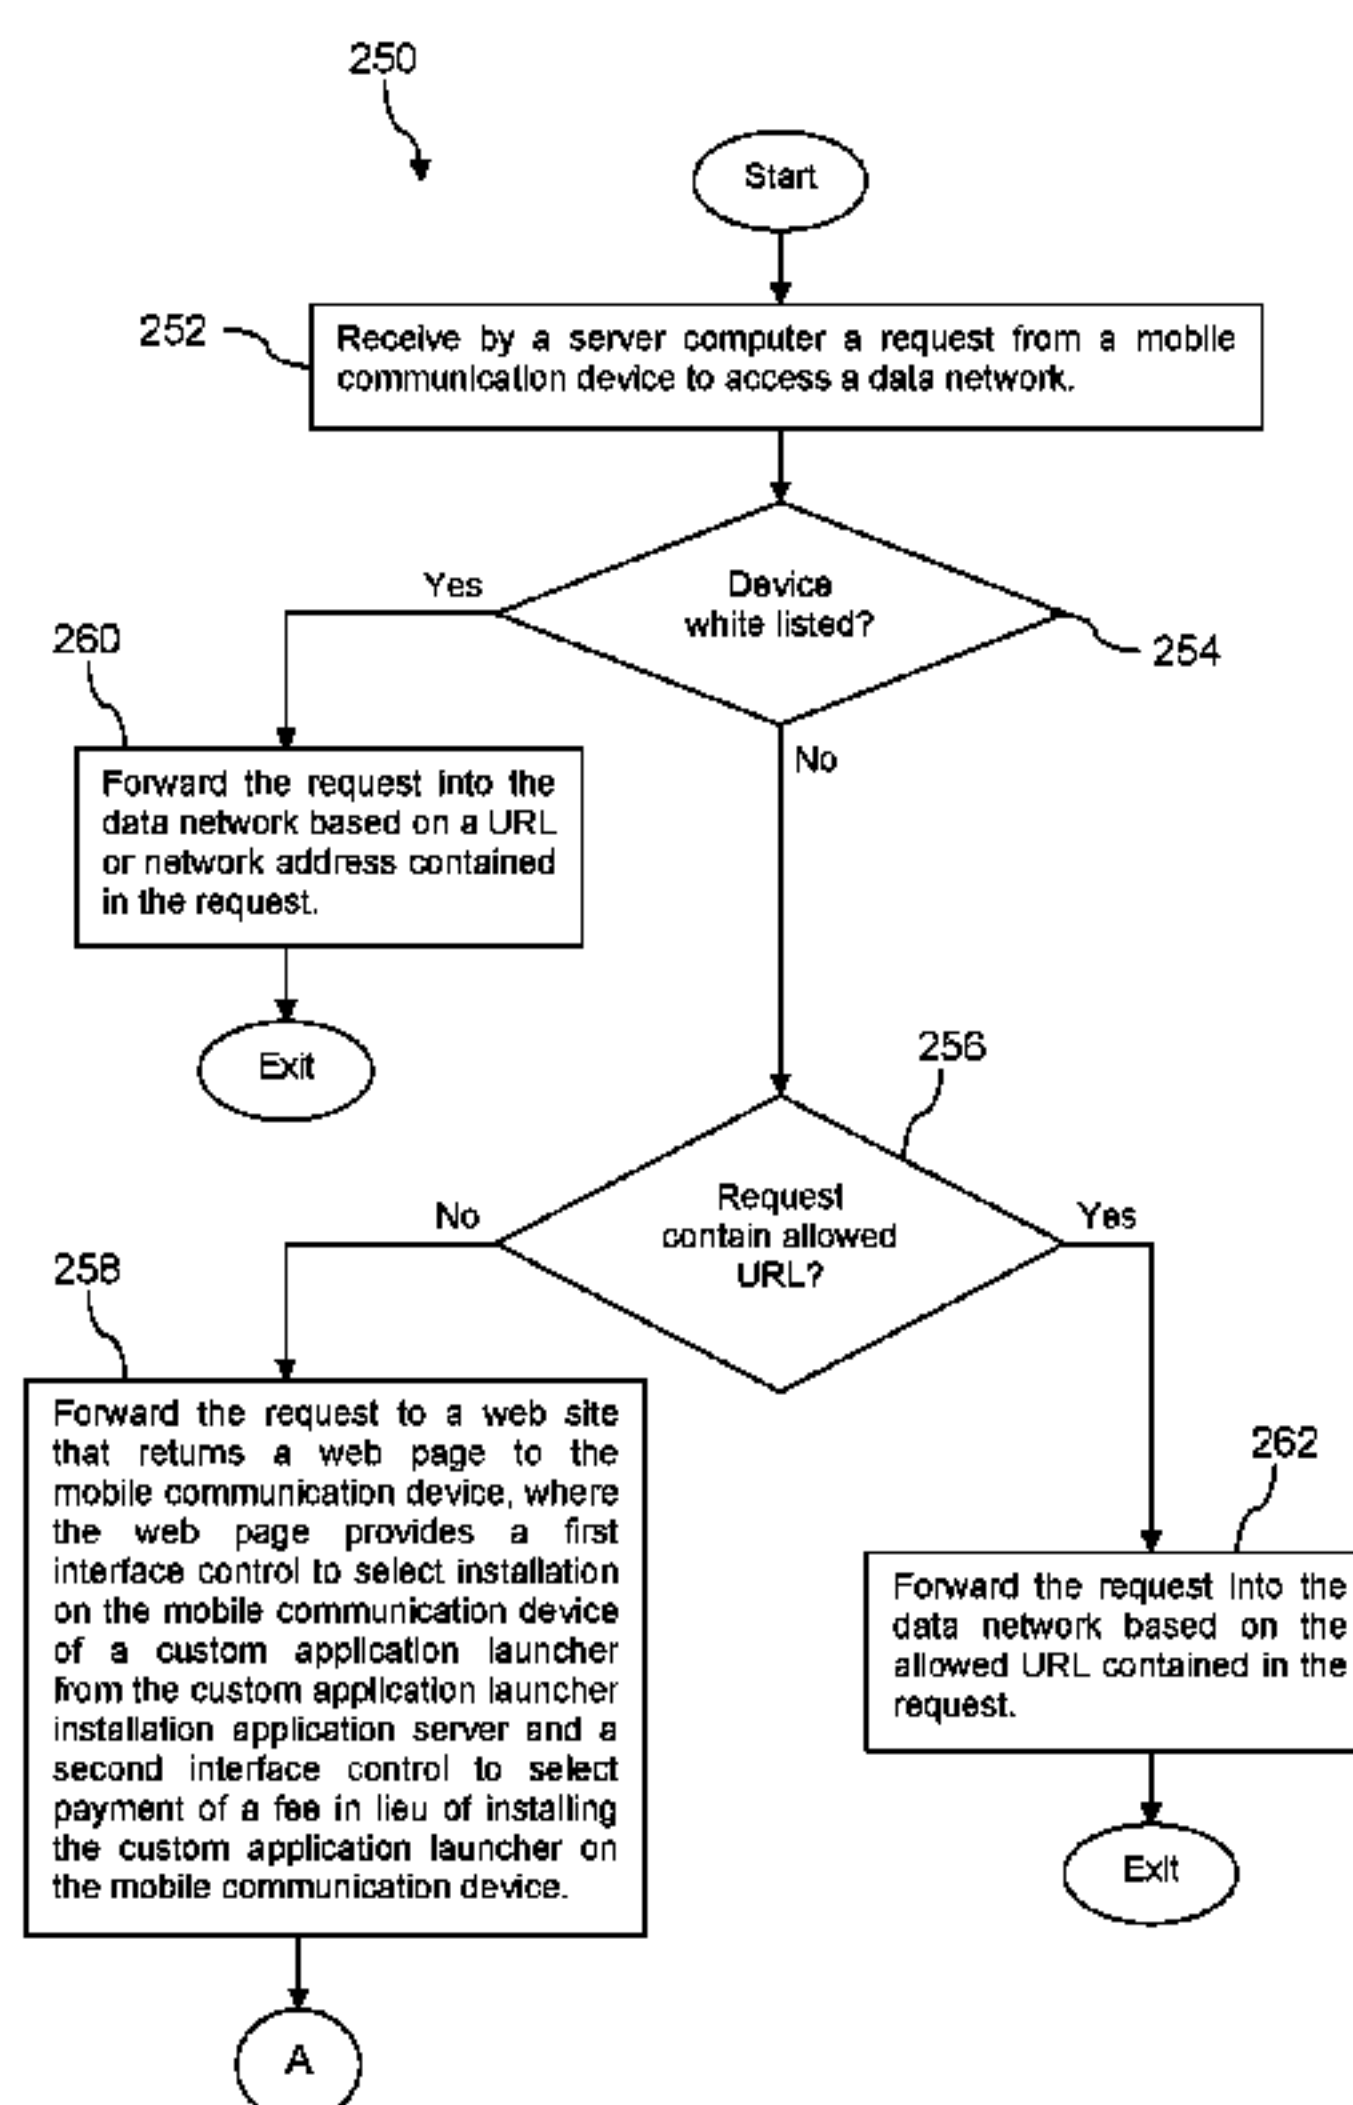 250
Start
252
Receive by a server computer a request from a mobile
communication device to access a data network.
Yes
Device
white listed?
254
260
No
Forward the request into the
data network based on a URL
or network address contained
in the request.
Exit
256
No
Request
contain allowed
URL?
Yes
258
Forward the request to a web site
that returns a web page to the
mobile communication device, where
the web page provides a first
interface control to select installation
on the mobile communication device
of a custom application launcher
from the custom application launcher
installation application server and a
second interface control to select
payment of a fee in lieu of installing
the custom application launcher on
the mobile communication device.
262
Forward the request into the
data network based on the
allowed URL contained in the
request.
Exit
A